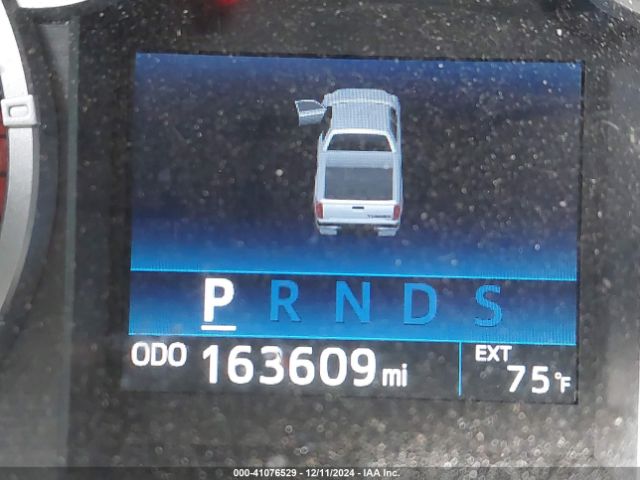 P R N D S
ODO 163609 mi
EXT
75°F
000-41076529 - 12/11/2024 - IAA Inc.